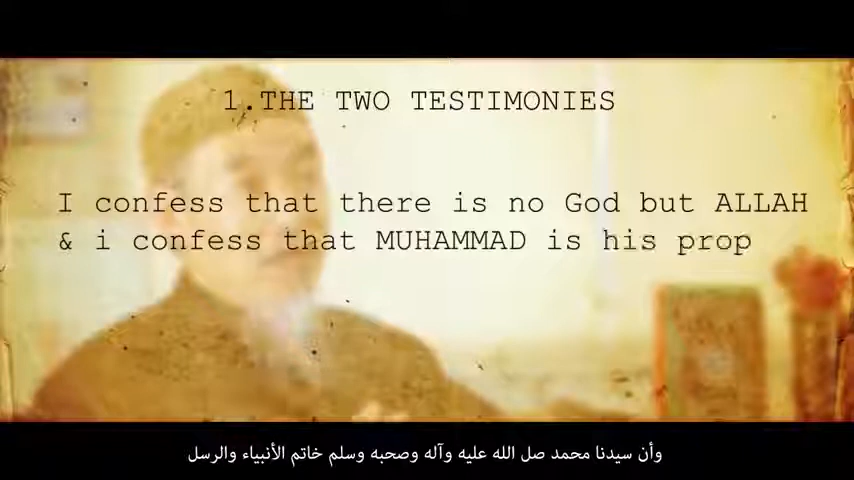 1.THE TWO TESTIMONIES
I confess that there is no God but ALLAH
& i confess that MUHAMMAD is his prop
وأن سيدنا محمد صل الله عليه وآله وصحبه وسلم خاتم الأنبياء والرسل